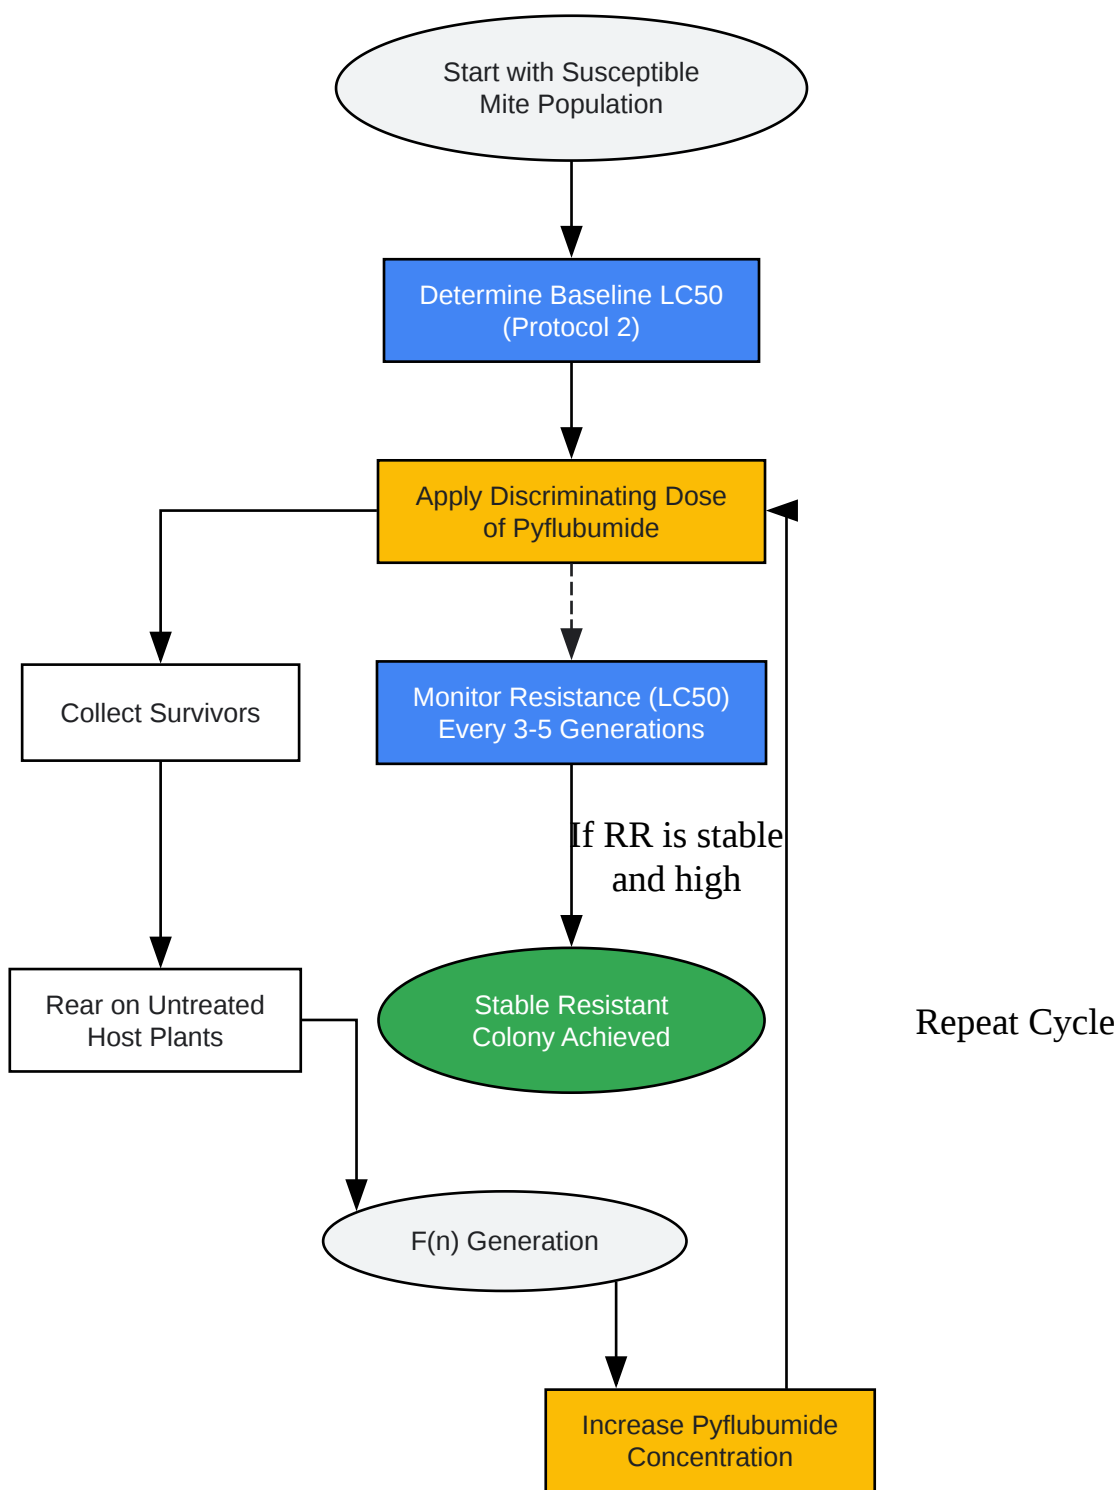 Start with Susceptible
Mite Population
Determine Baseline LC50
(Protocol 2)
Apply Discriminating Dose
of Pyflubumide
Collect Survivors
Monitor Resistance (LC50)
Every 3-5 Generations
If RR is stable
and high
Rear on Untreated
Host Plants
Stable Resistant
Colony Achieved
Repeat Cycle
F(n) Generation
Increase Pyflubumide
Concentration